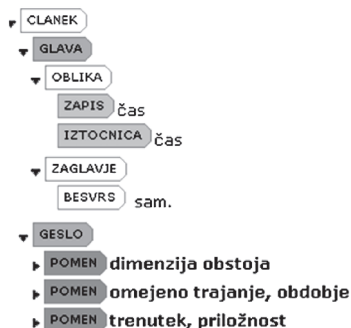 CLANEK
GLAVA
OBLIKA
ZAPIS čas
IZTOCNICA čas
ZAGLAVJE
BESVRS sam.
GESLO
POMEN dimenzija obstoja
POMEN omejeno trajanje, obdobje
POMEN trenutek, priložnost